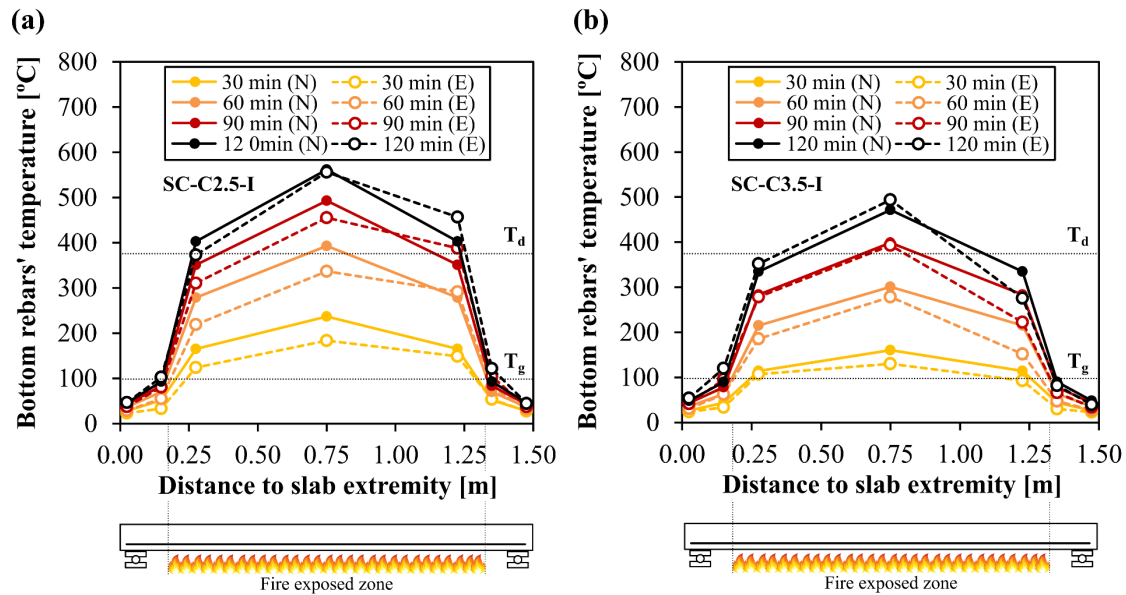 (a)
Bottom rebars' temperature [ºC]
800
700
600
500
400
300
200
100
0
30 min (N) 30 min (E)
60 min (N) 60 min (E)
90 min (N) 90 min (E)
12 0min (N) 120 min (E)
SC-C2.5-I
Td
Tg
0.00 0.25 0.50 0.75 1.00 1.25 1.50
Distance to slab extremity [m]
Fire exposed zone
(b)
Bottom rebars' temperature [ºC]
800
700
600
500
400
300
200
100
0
30 min (N) 30 min (E)
60 min (N) 60 min (E)
90 min (N) 90 min (E)
120 min (N) 120 min (E)
SC-C3.5-I
Td
Tg
0.00 0.25 0.50 0.75 1.00 1.25 1.50
Distance to slab extremity [m]
Fire exposed zone